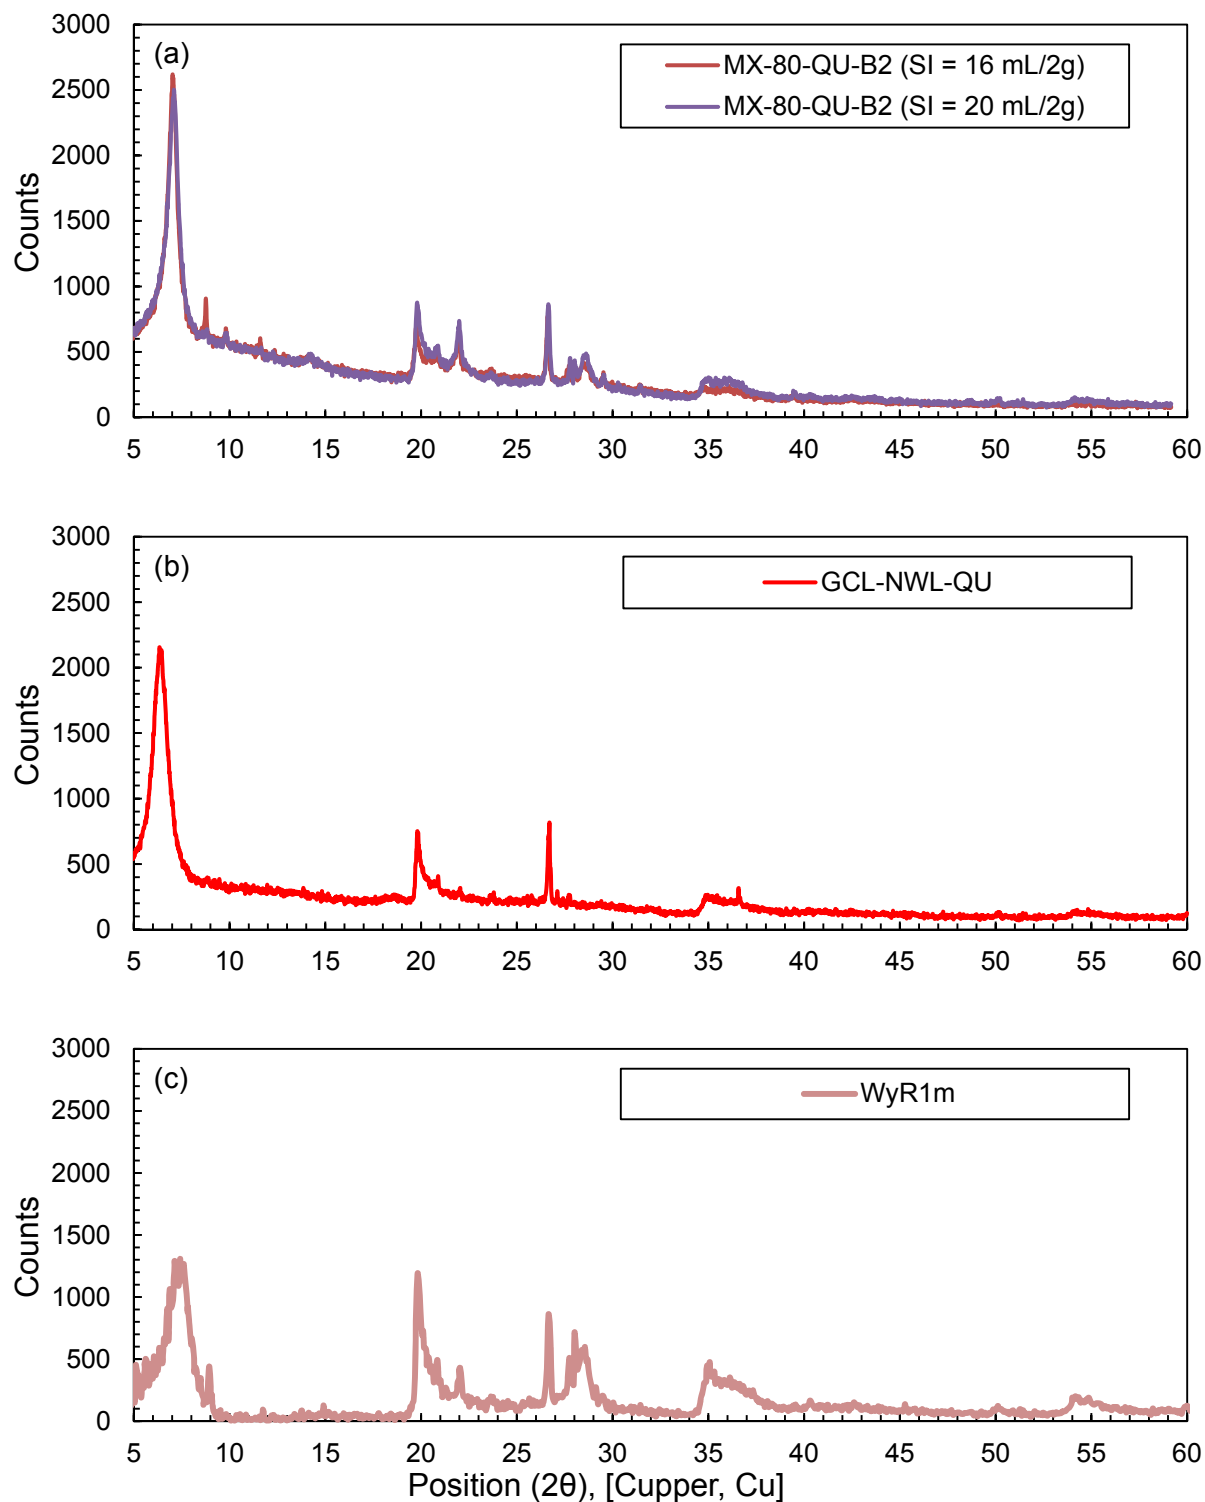 3000
(a)
MX-80-QU-B2 (SI = 16 mL/2g)
2500
MX-80-QU-B2 (SI = 20 mL/2g)
2000
Counts
1500
1000
500
0
5 10 15 20 25 30 35 40 45 50 55 60
3000
(b)
GCL-NWL-QU
2500
2000
Counts
1500
1000
500
0
5 10 15 20 25 30 35 40 45 50 55 60
3000
(c)
WyR1m
2500
2000
Counts
1500
1000
500
0
5 10 15 20 25 30 35 40 45 50 55 60
Position (2θ), [Cupper, Cu]